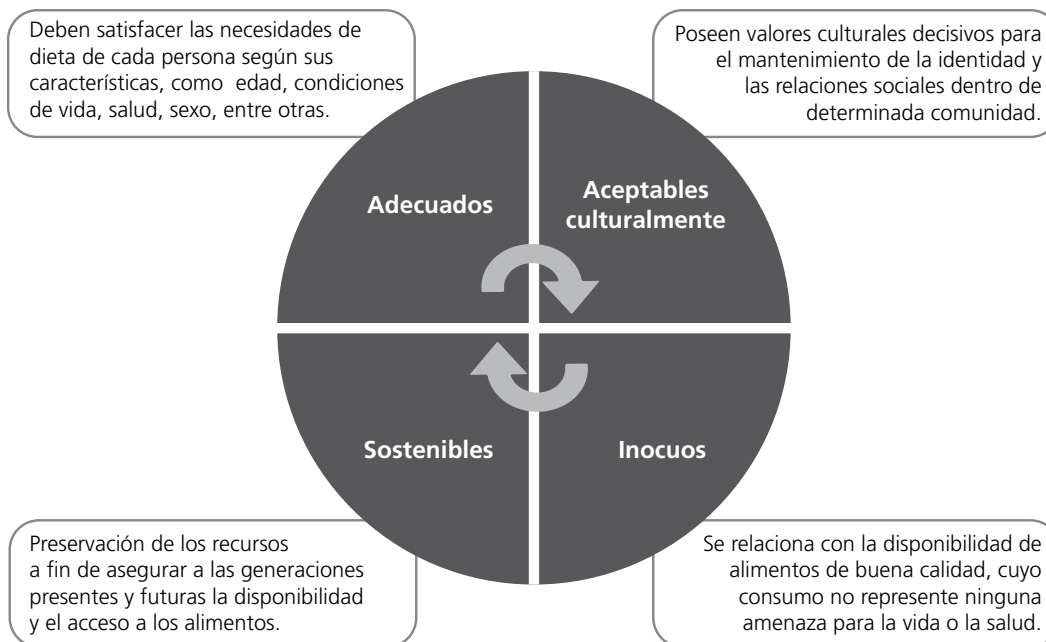 Deben satisfacer las necesidades de
dieta de cada persona según sus
características, como edad, condiciones
de vida, salud, sexo, entre otras.
Poseen valores culturales decisivos para
el mantenimiento de la identidad y
las relaciones sociales dentro de
determinada comunidad.
Adecuados
Aceptables
culturalmente
Sostenibles
Inocuos
Preservación de los recursos
a fin de asegurar a las generaciones
presentes y futuras la disponibilidad
y el acceso a los alimentos.
Se relaciona con la disponibilidad de
alimentos de buena calidad, cuyo
consumo no represente ninguna
amenaza para la vida o la salud.